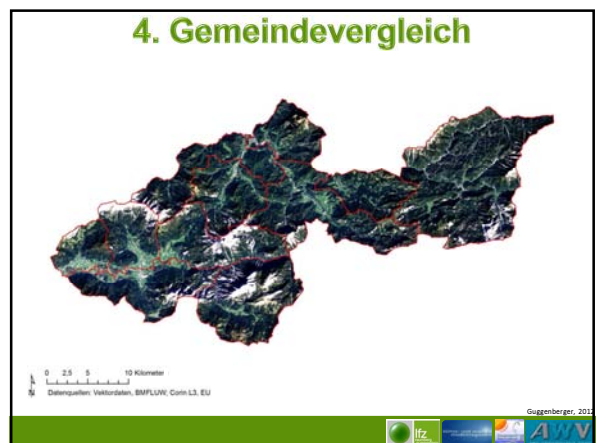 4. Gemeindevergleich
0 2,5 5 10 Kilometer
N Datenquellen: Vektordaten, BMFLUW; Corin L3, EU
Guggenberger, 2012
lfz
AWV